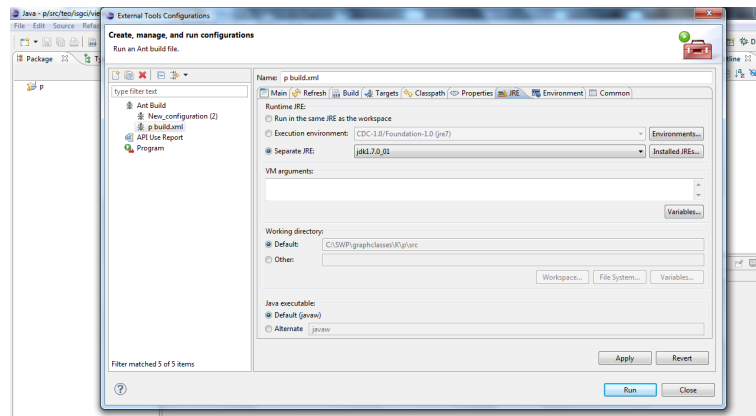 Java - p/src/teo/isgci/vie
External Tools Configurations
File Edit Source Refac
Create, manage, and run configurations
Run an Ant build file.
Package
type filter text
Ant Build
New_configuration (2)
p build.xml
API Use Report
Program
Filter matched 5 of 5 items
p
Name: p build.xml
Main Refresh Build Targets Classpath Properties JRE Environment Common
Runtime JRE:
Run in the same JRE as the workspace
Execution environment: CDC-1.0/Foundation-1.0 (jre7) Environments...
Separate JRE: jdk1.7.0_01 Installed JREs...
VM arguments:
Variables...
Working directory:
Default: C:\SWP\graphclasses\K\p\src
Other:
Workspace... File System... Variables...
Java executable:
Default (javaw)
Alternate javaw
Apply Revert
Run Close
tline